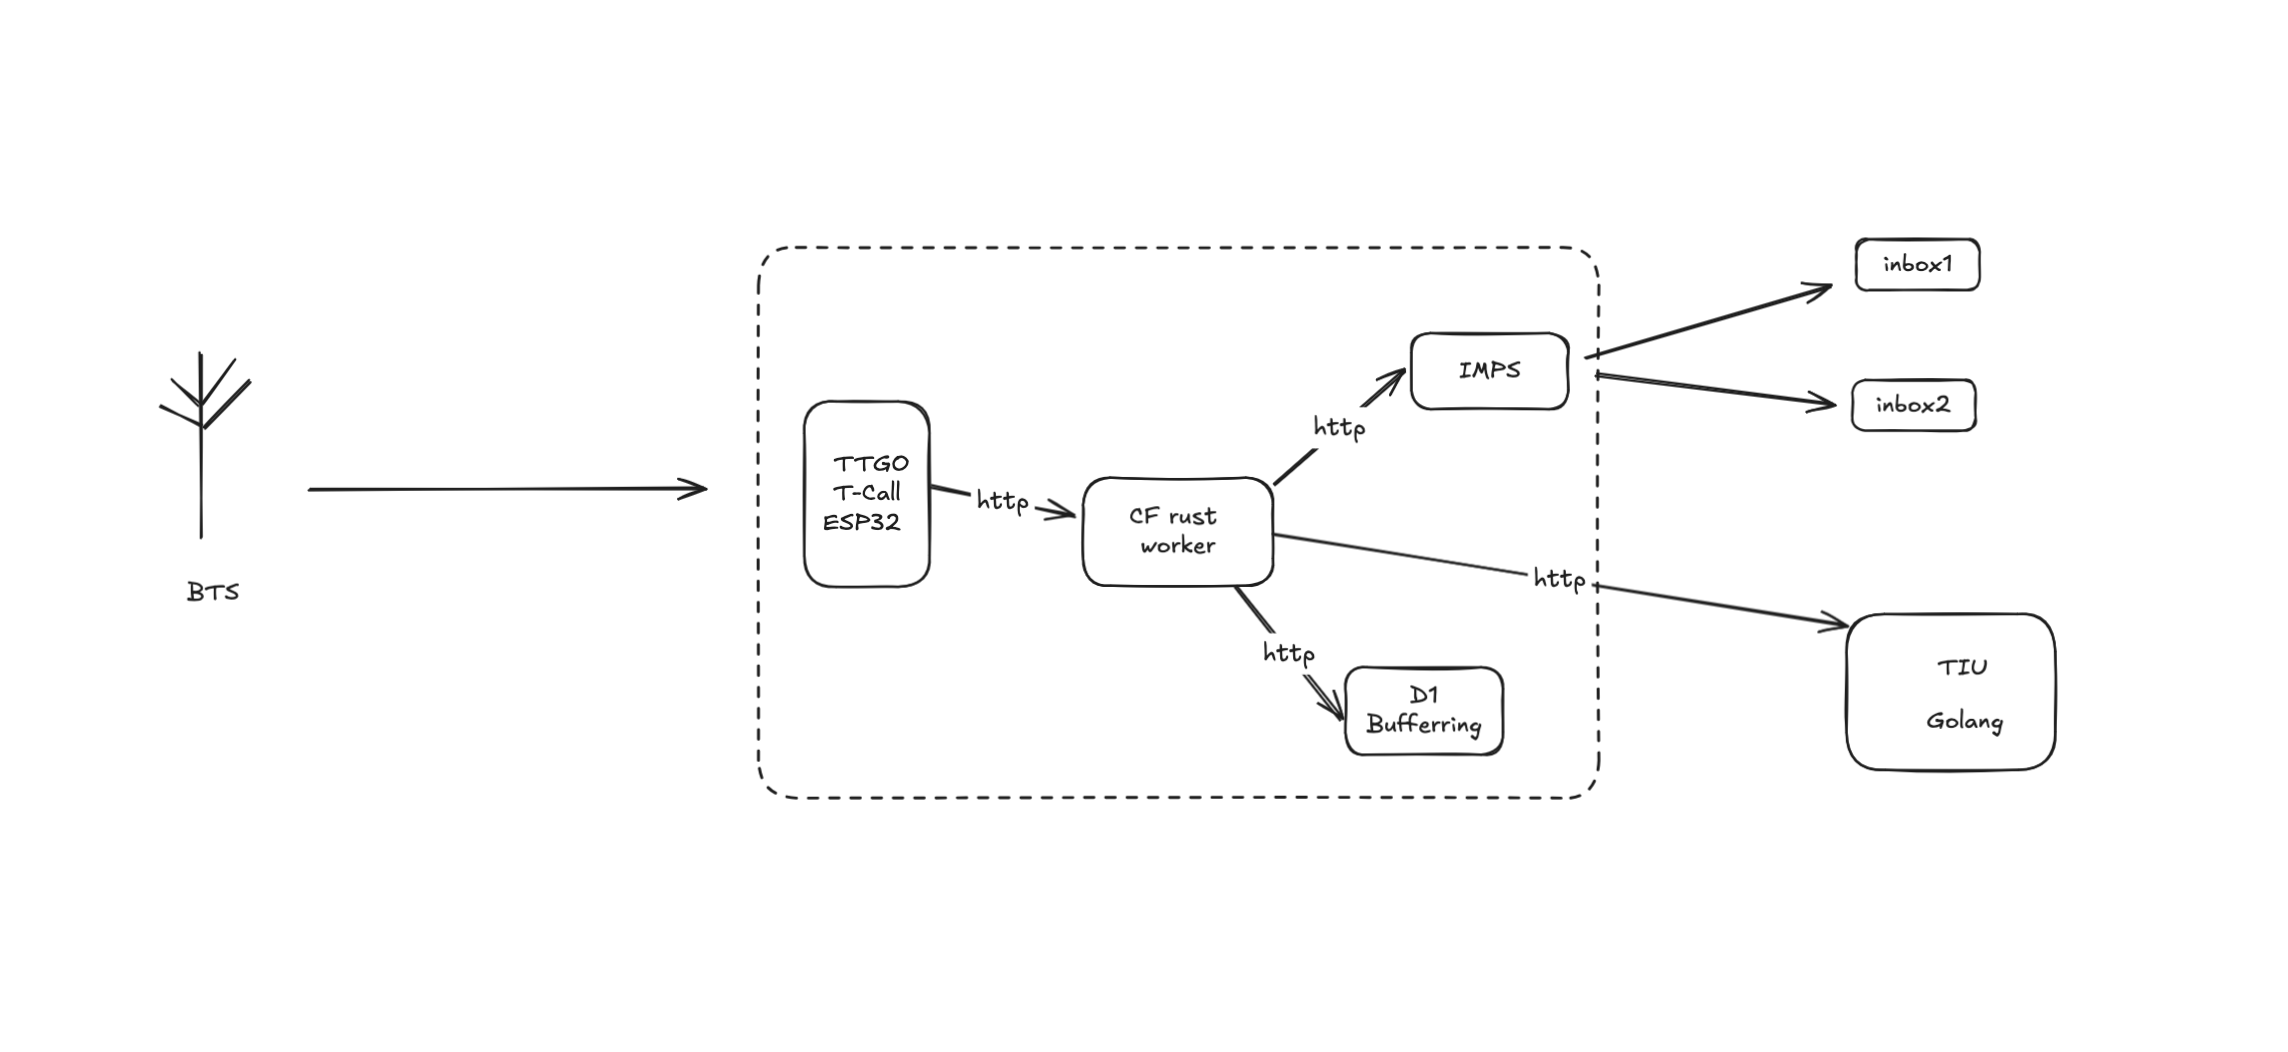 BTS
TTGO
T-Call
ESP32
http
CF rust
worker
http
IMPS
inbox1
inbox2
http
TIU
Golang
http
D1
Bufferring